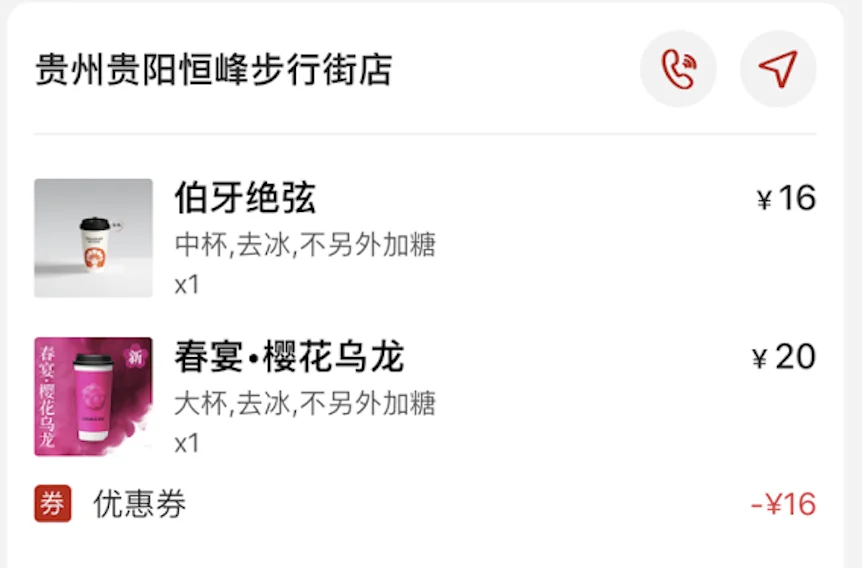 贵州贵阳恒峰步行街店
伯牙绝弦
¥16
中杯,去冰,不另外加糖
x1
春宴·樱花乌龙
新
春宴•樱花乌龙
¥20
大杯,去冰,不另外加糖
x1
券 优惠券
-¥16